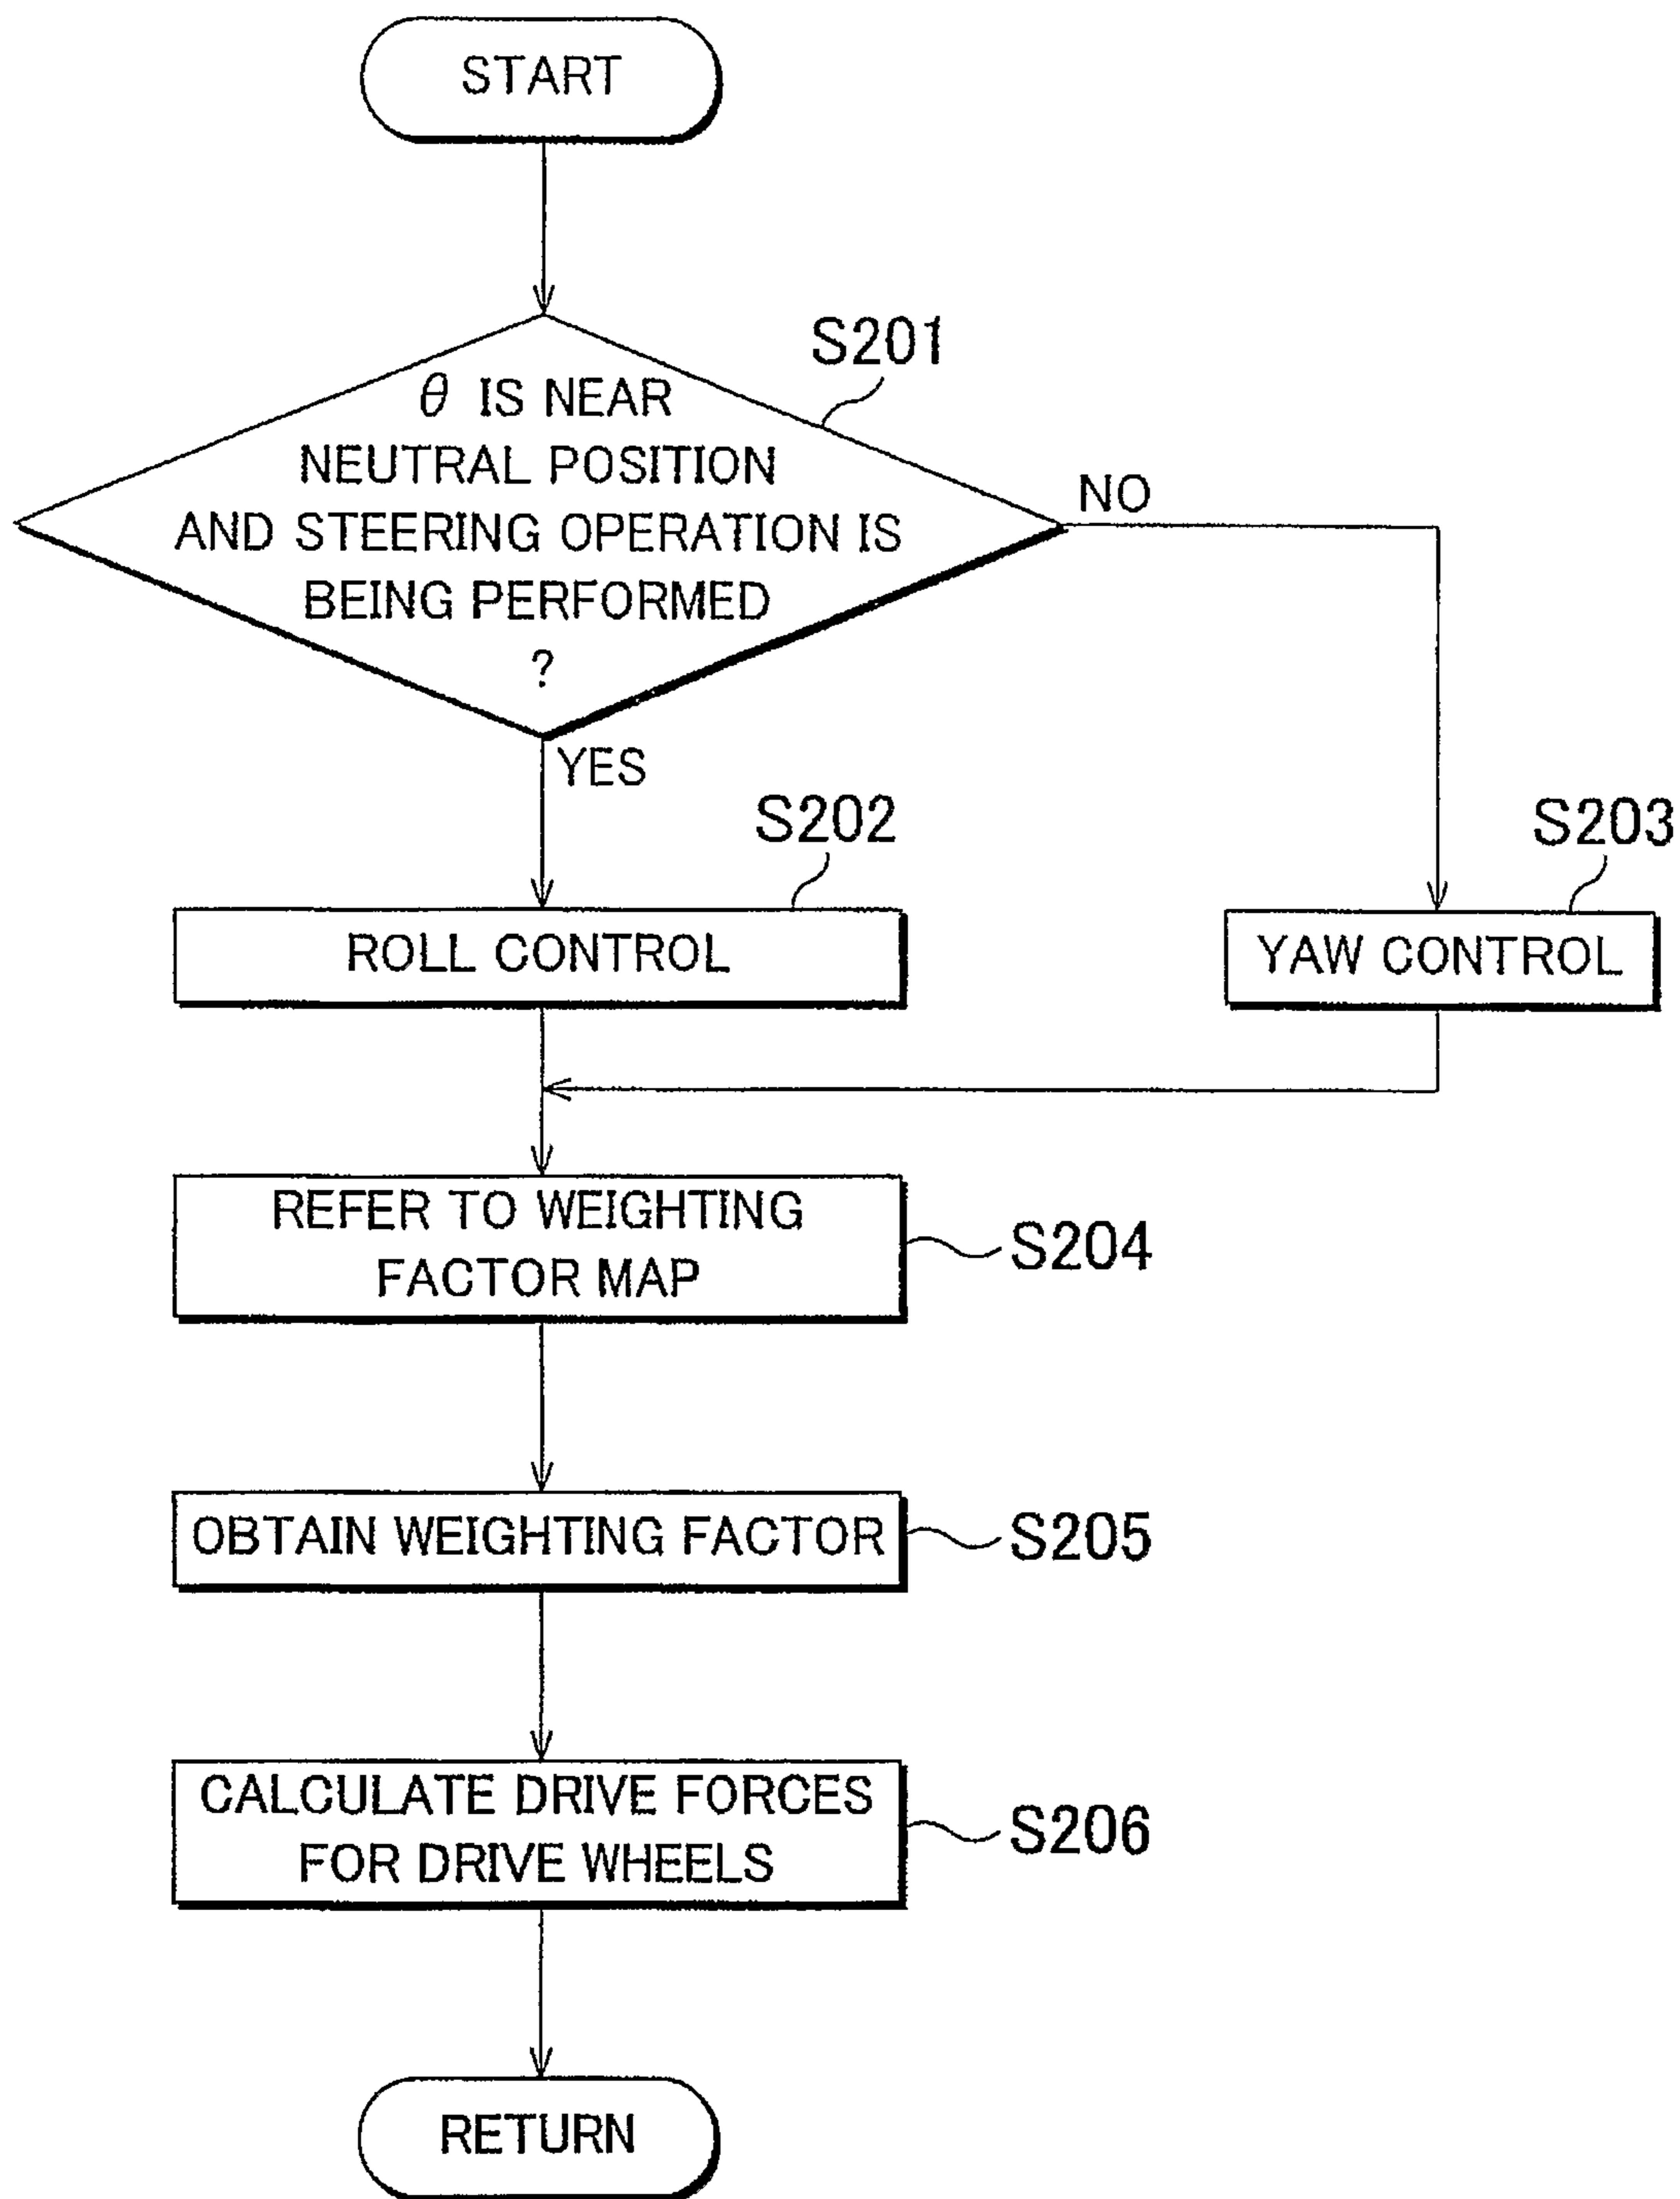 START
S201
θ IS NEAR
NEUTRAL POSITION
AND STEERING OPERATION IS
BEING PERFORMED
?
NO
YES
S202
S203
ROLL CONTROL
YAW CONTROL
REFER TO WEIGHTING
FACTOR MAP
S204
OBTAIN WEIGHTING FACTOR
S205
CALCULATE DRIVE FORCES
FOR DRIVE WHEELS
S206
RETURN